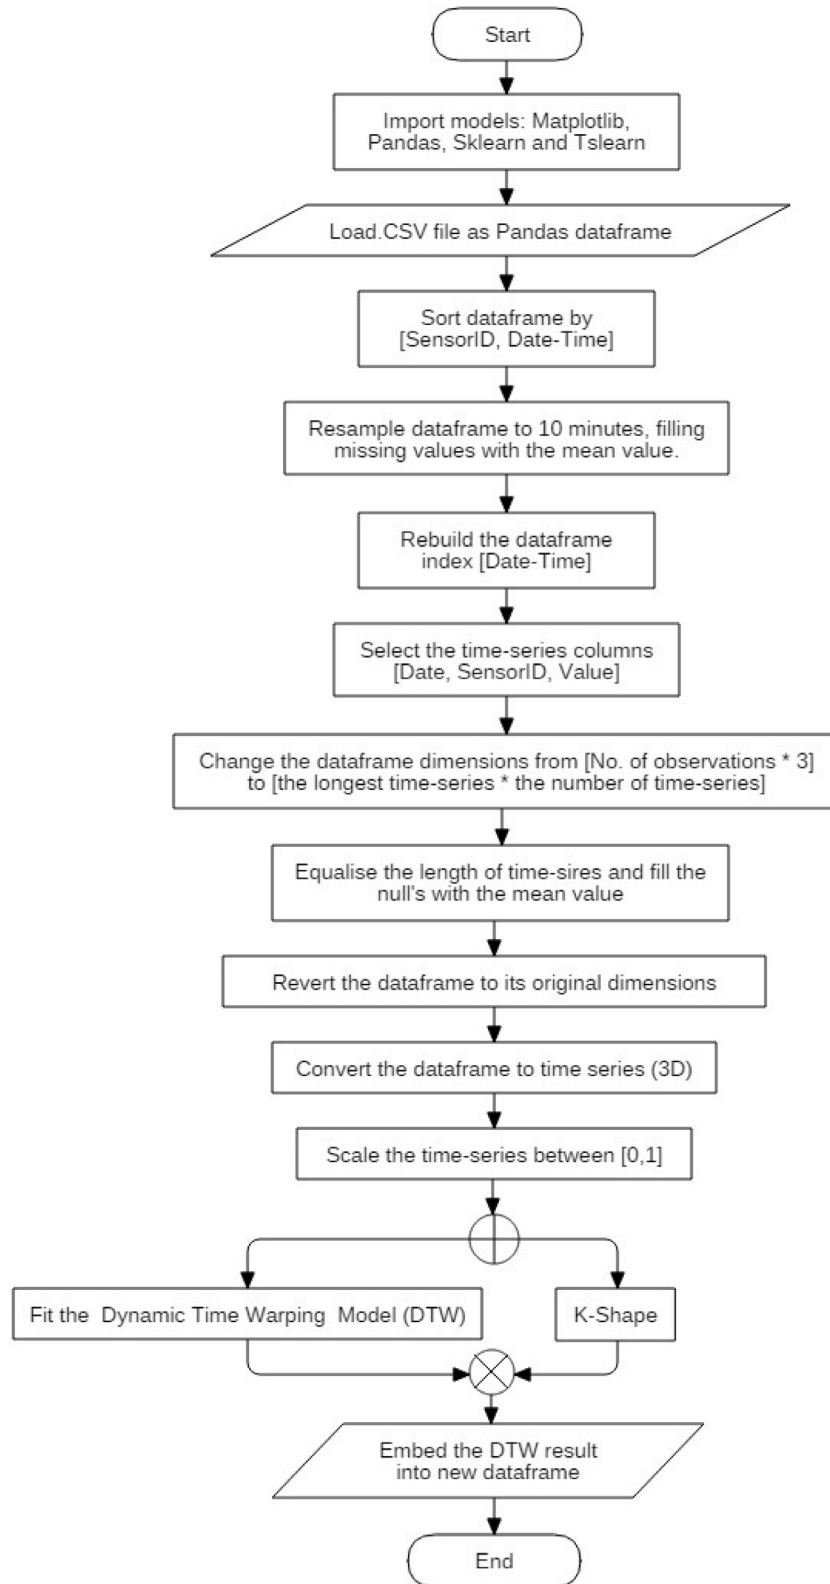 Start
Import models: Matplotlib,
Pandas, Sklearn and Tslearn
Load.CSV file as Pandas dataframe
Sort dataframe by
[SensorID, Date-Time]
Resample dataframe to 10 minutes, filling
missing values with the mean value.
Rebuild the dataframe
index [Date-Time]
Select the time-series columns
[Date, SensorID, Value]
Change the dataframe dimensions from [No. of observations * 3]
to [the longest time-series * the number of time-series]
Equalise the length of time-sires and fill the
null's with the mean value
Revert the dataframe to its original dimensions
Convert the dataframe to time series (3D)
Scale the time-series between [0,1]
Fit the Dynamic Time Warping Model (DTW)
K-Shape
Embed the DTW result
into new dataframe
End